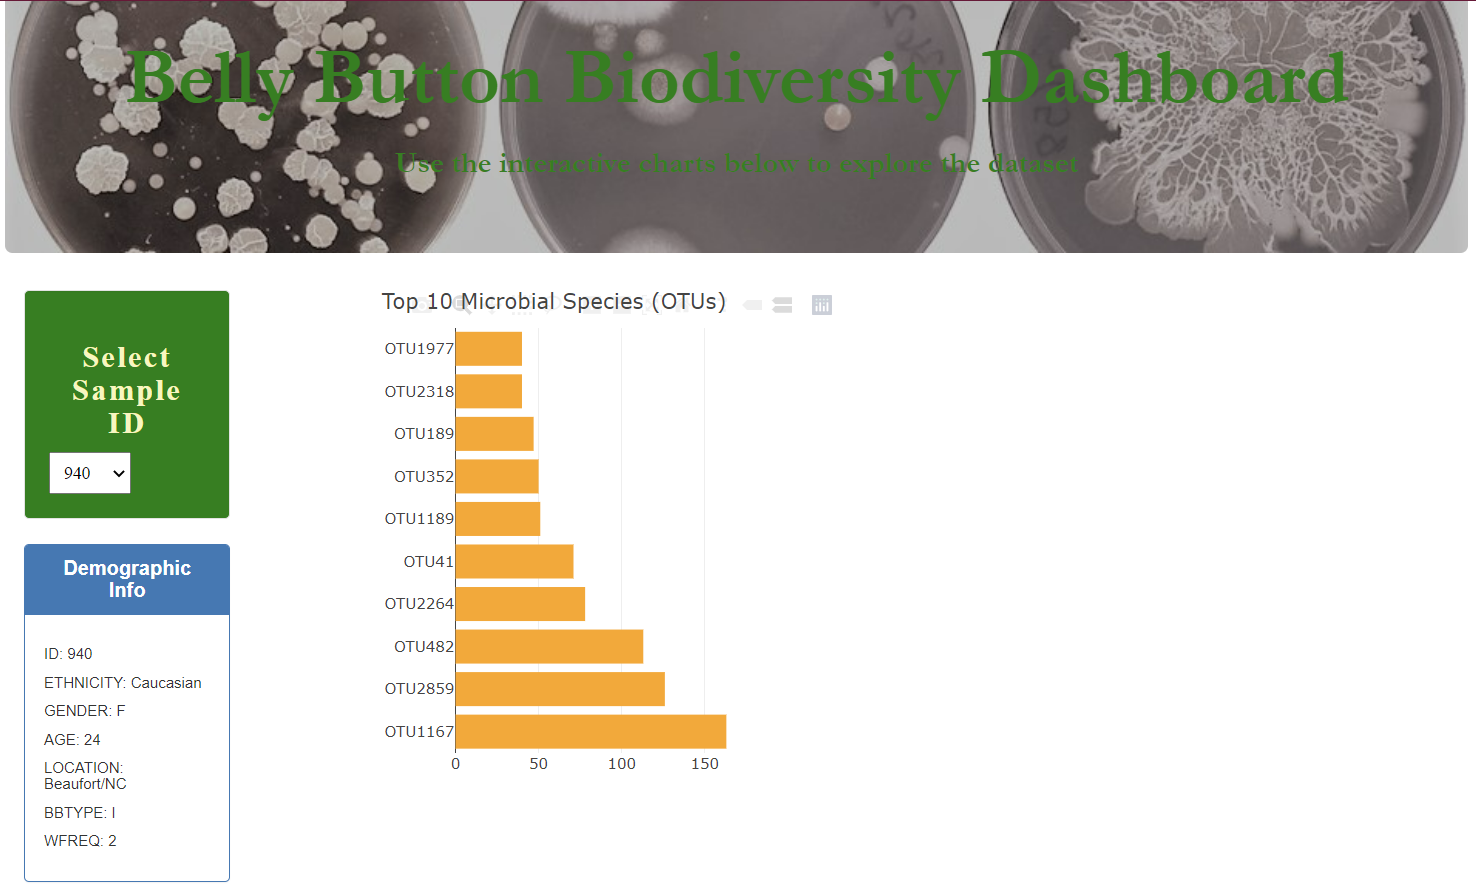 Belly Button Biodiversity Dashboard
Use the interactive charts below to explore the dataset
Select
Sample
ID
940
Demographic
Info
ID: 940
ETHNICITY: Caucasian
GENDER: F
AGE: 24
LOCATION:
Beaufort/NC
BBTYPE: I
WFREQ: 2
Top 10 Microbial Species (OTUs)
OTU1977
OTU2318
OTU189
OTU352
OTU1189
OTU41
OTU2264
OTU482
OTU2859
OTU1167
0 50 100 150